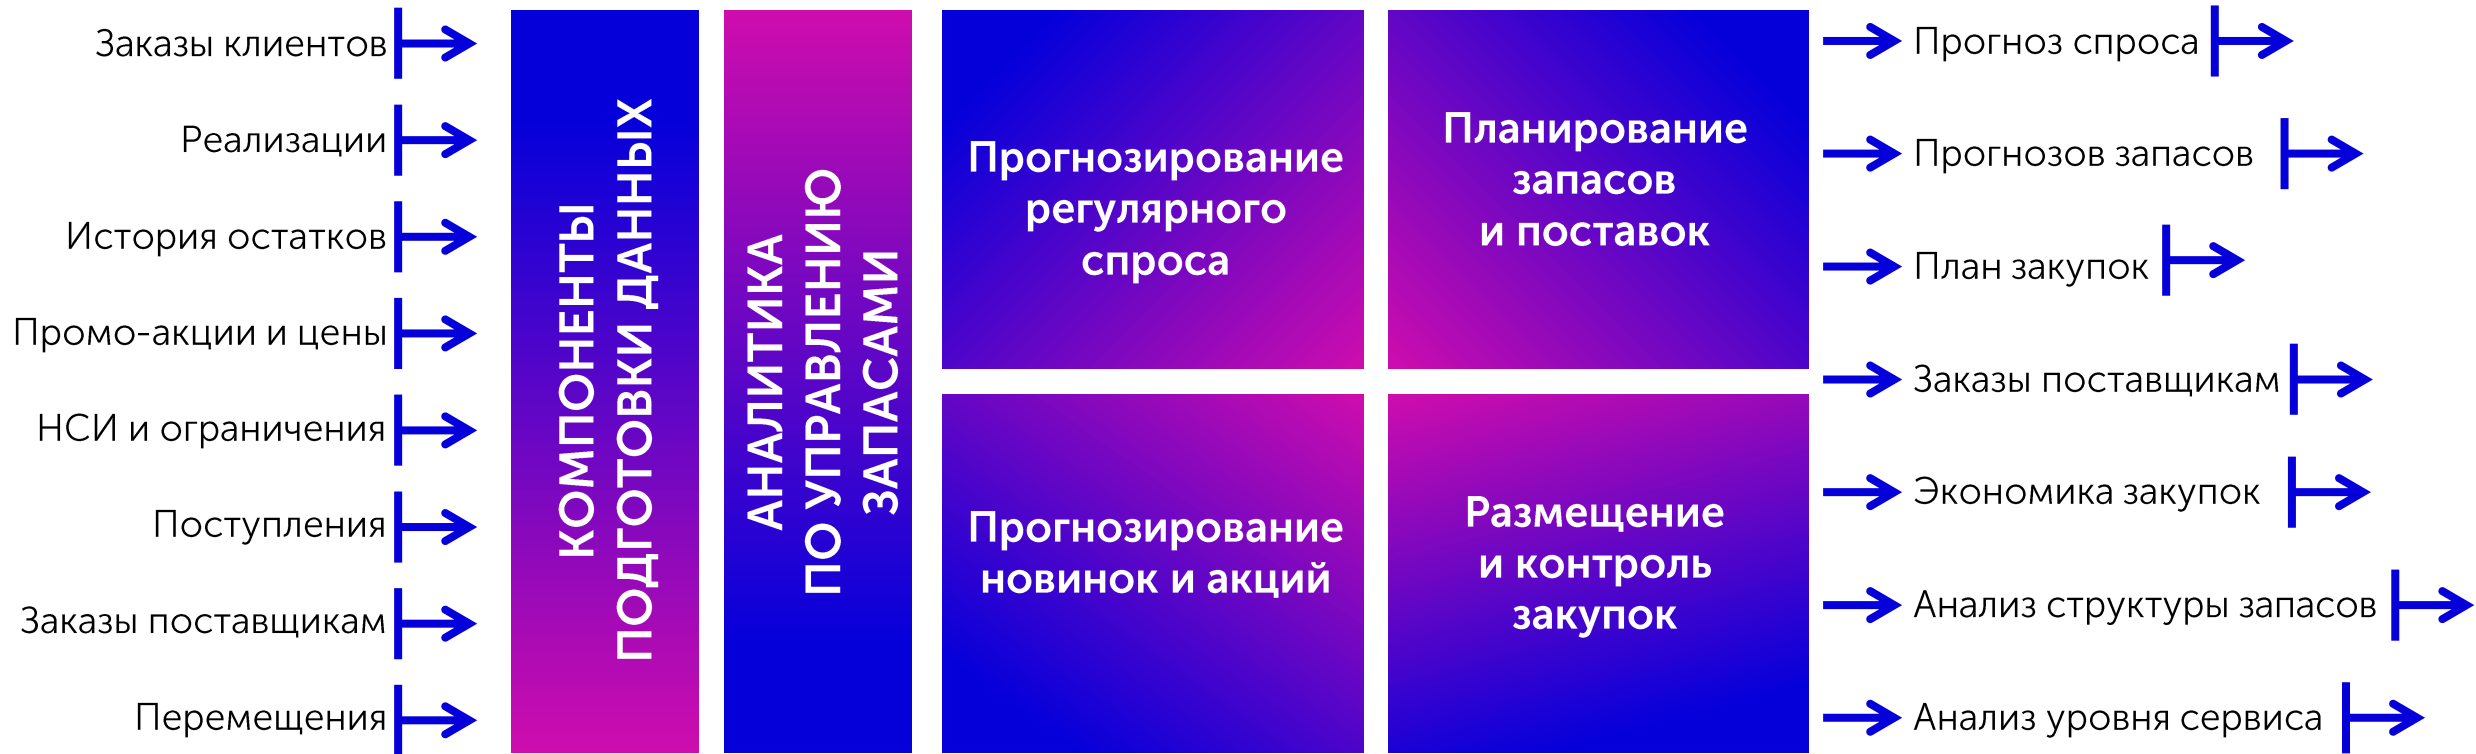 Заказы клиентов
Реализации
История остатков
Промо-акции и цены
НСИ и ограничения
Поступления
Заказы поставщикам
Перемещения
КОМПОНЕНТЫ
ПОДГОТОВКИ ДАННЫХ
АНАЛИТИКА
ПО УПРАВЛЕНИЮ
ЗАПАСАМИ
Прогнозирование
регулярного
спроса
Планирование
запасов
и поставок
Прогнозирование
новинок и акций
Размещение
и контроль
закупок
Прогноз спроса
Прогнозов запасов
План закупок
Заказы поставщикам
Экономика закупок
Анализ структуры запасов
Анализ уровня сервиса